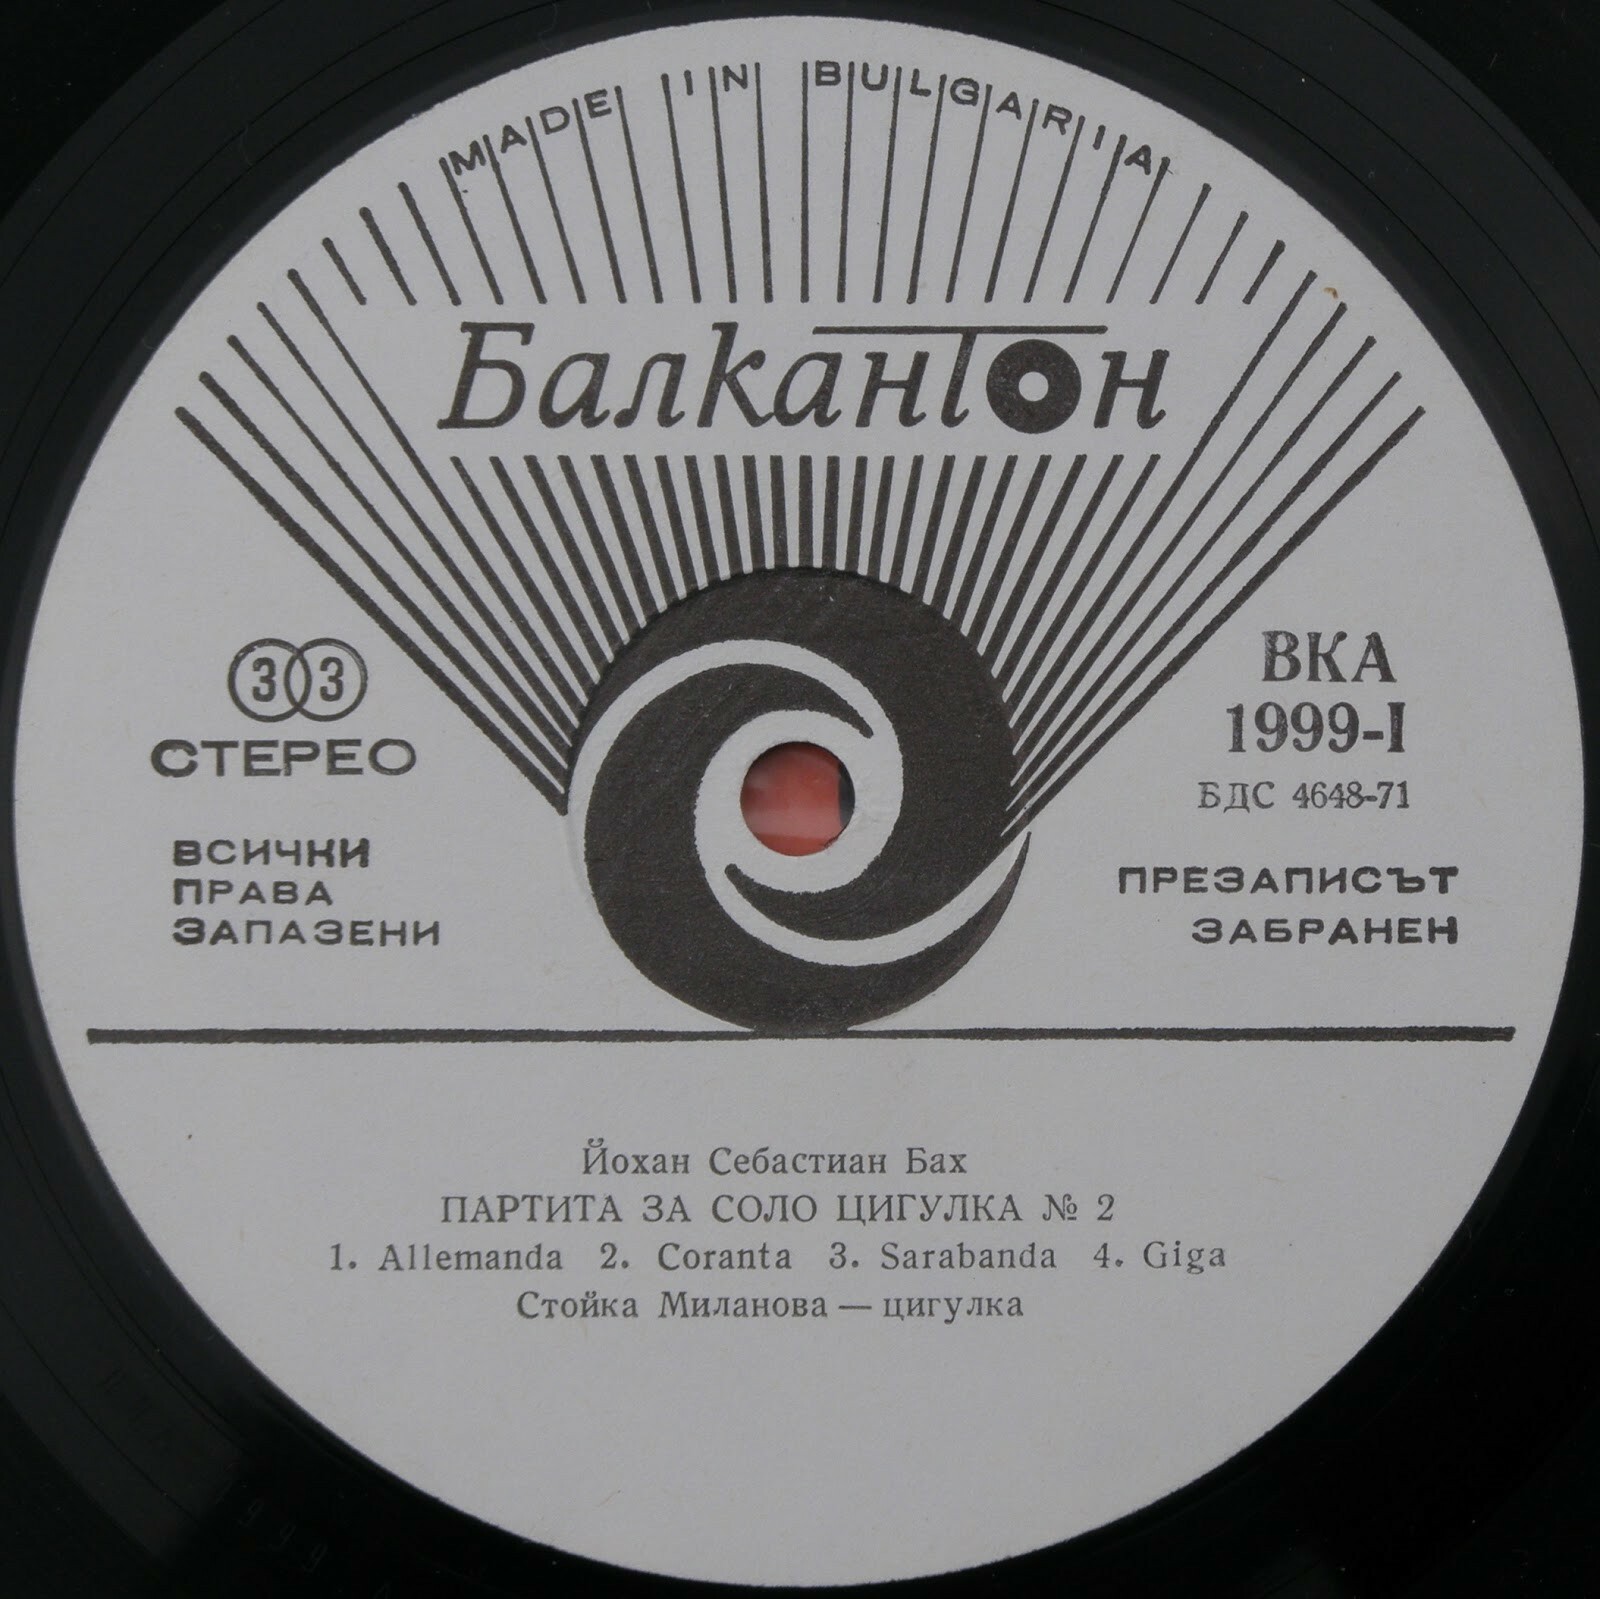 MADE IN BULGARIA
Балкантон
33
СТЕРЕО
ВСИЧКИ
ПРАВА
ЗАПАЗЕНИ
ВКА
1999-I
БДС 4648-71
ПРЕЗАПИСЪТ
ЗАБРАНЕН
Йохан Себастиан Бах
ПАРТИТА ЗА СОЛО ЦИГУЛКА № 2
1. Allemanda 2. Coranta 3. Sarabanda 4. Giga
Стойка Миланова — цигулка